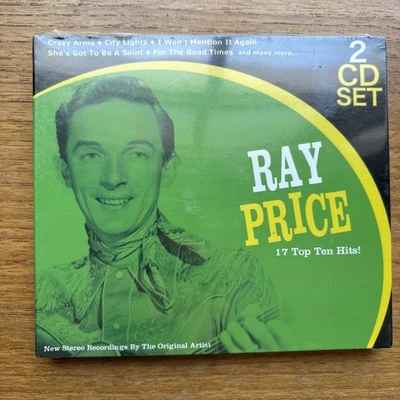 Crazy Arms • City Lights • I Won't Mention It Again
She's Got To Be A Saint • For The Good Times and many more...
2
CD
SET
RAY
PRICE
17 Top Ten Hits!
New Stereo Recordings By The Original Artist